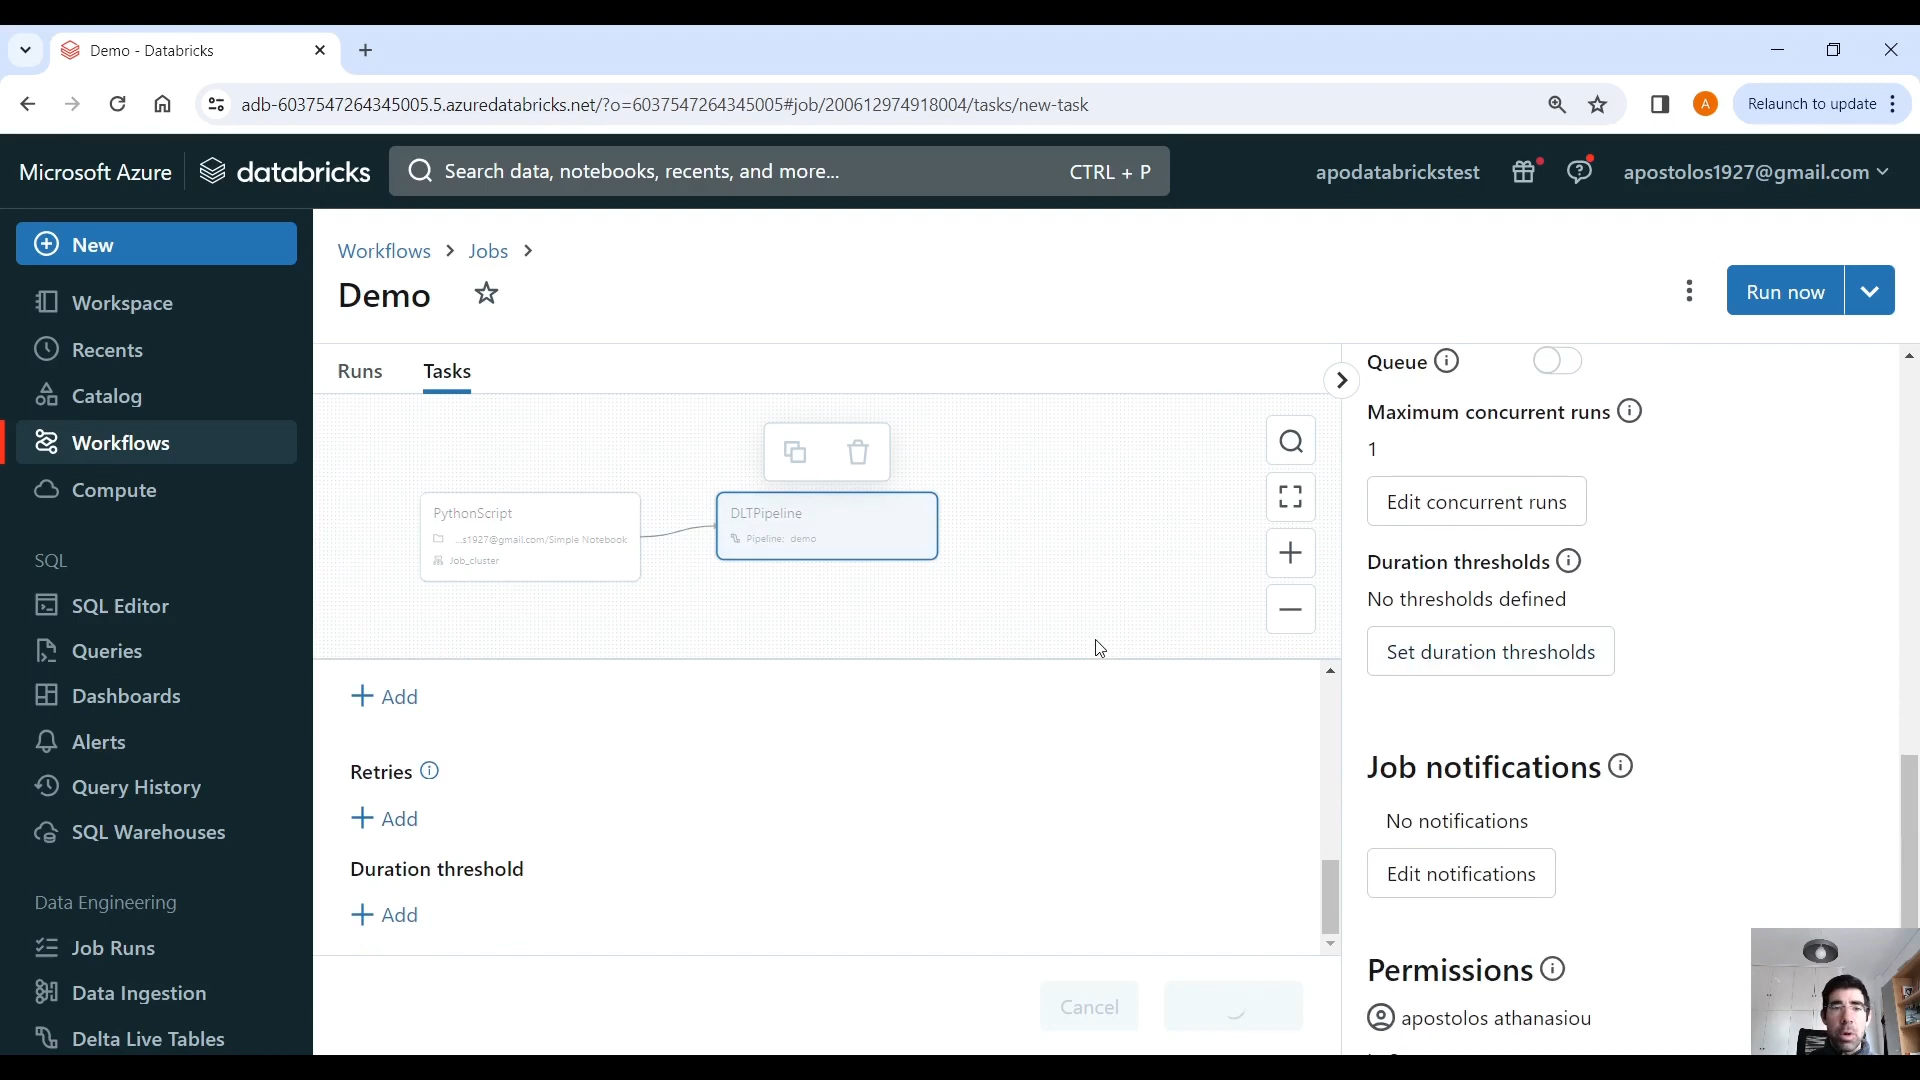 Demo - Databricks
adb-6037547264345005.5.azuredatabricks.net/?o=6037547264345005#job/200612974918004/tasks/new-task
A
Relaunch to update
Microsoft Azure
databricks
Search data, notebooks, recents, and more...
CTRL + P
apodatabrickstest
apostolos1927@gmail.com
New
Workspace
Recents
Catalog
Workflows
Compute
SQL
SQL Editor
Queries
Dashboards
Alerts
Query History
SQL Warehouses
Data Engineering
Job Runs
Data Ingestion
Delta Live Tables
Workflows > Jobs >
Demo
Run now
Runs
Tasks
PythonScript
...s1927@gmail.com/Simple Notebook
Job_cluster
DLTPipeline
Pipeline: demo
+ Add
Retries
+ Add
Duration threshold
+ Add
Cancel
Queue
Maximum concurrent runs
1
Edit concurrent runs
Duration thresholds
No thresholds defined
Set duration thresholds
Job notifications
No notifications
Edit notifications
Permissions
apostolos athanasiou